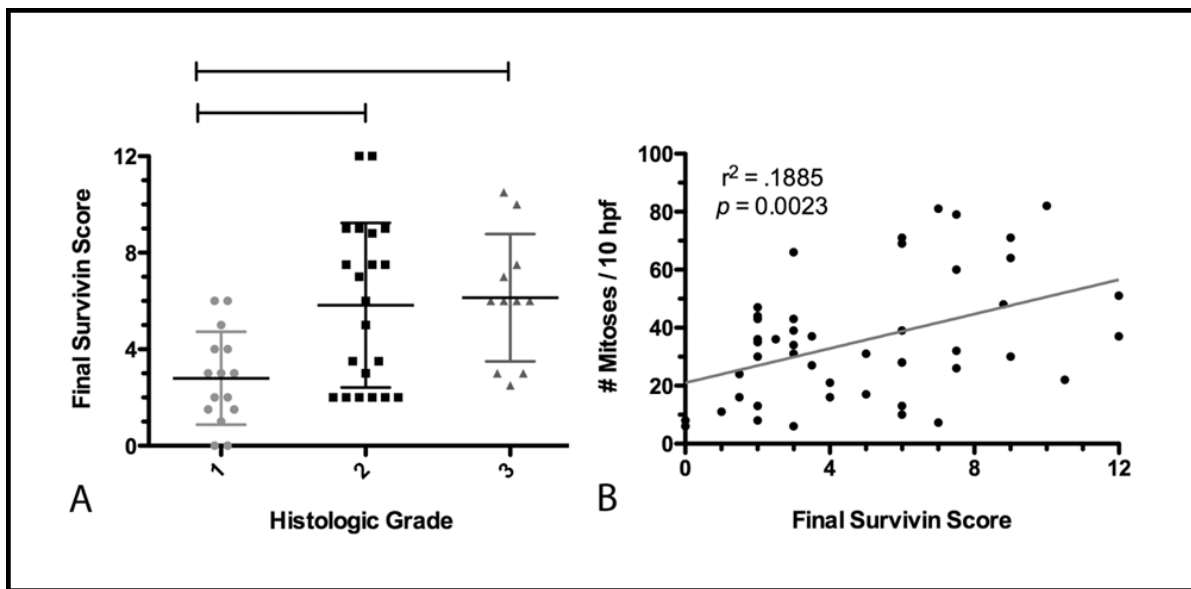 Final Survivin Score
12
8
4
0
1
2
3
A
Histologic Grade
# Mitoses / 10 hpf
100
80
60
40
20
0
r² = .1885
p = 0.0023
0
4
8
12
B
Final Survivin Score